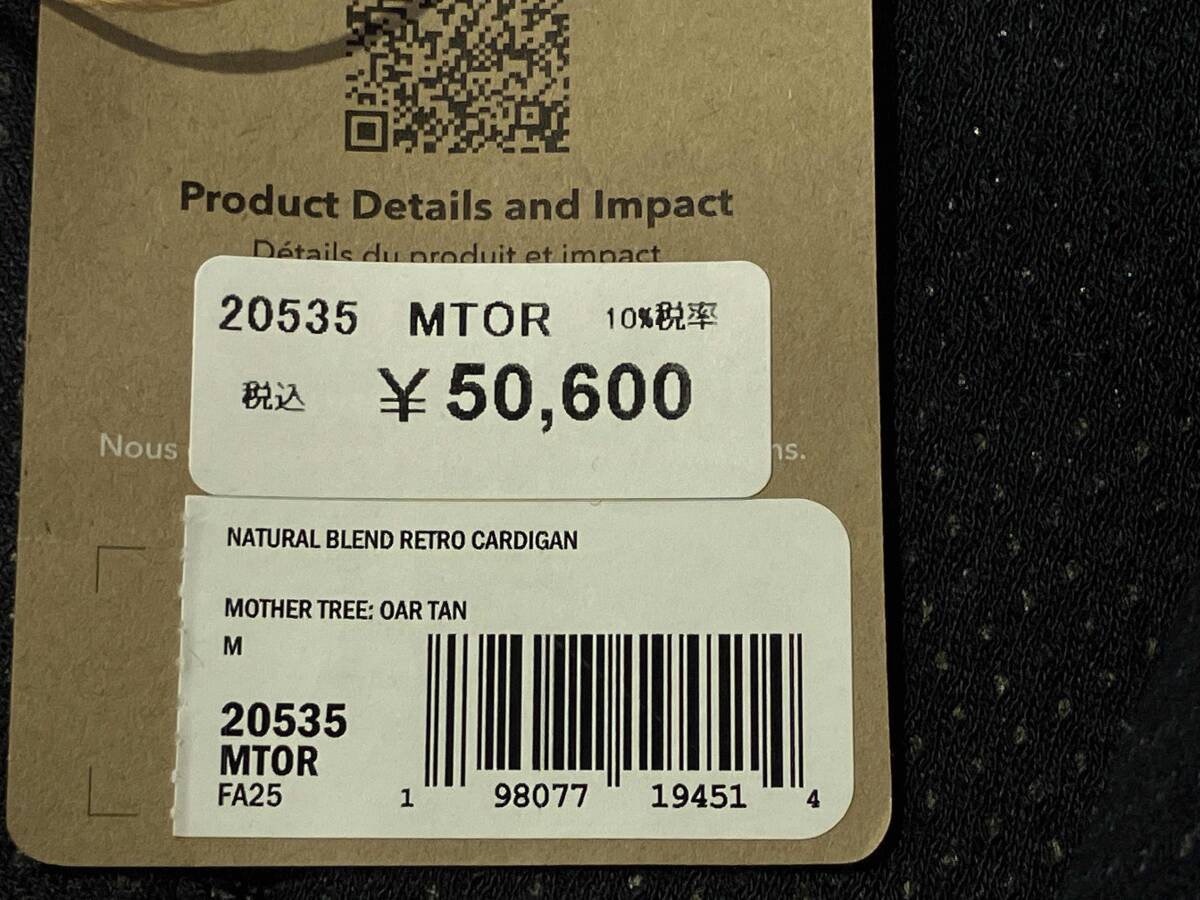 Product Details and Impact
Détails du produit et impact
20535 MTOR 10%税率
税込 ¥50,600
Nous ns.
NATURAL BLEND RETRO CARDIGAN
MOTHER TREE: OAR TAN
M
20535
MTOR
FA25
1 98077 19451 4